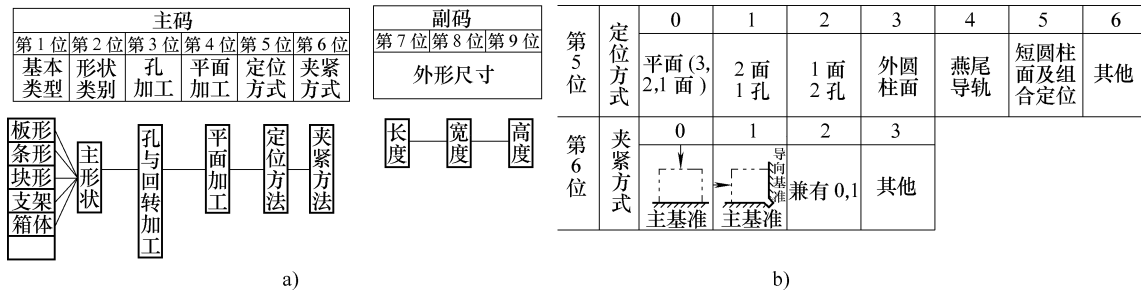 主码
第1位 第2位 第3位 第4位 第5位 第6位
基本类型 形状类别 孔加工 平面加工 定位方式 夹紧方式
副码
第7位 第8位 第9位
外形尺寸
板形
条形
块形
支架
箱体
主形状
孔与回转加工
平面加工
定位方法
夹紧方法
长度
宽度
高度
a)
第5位
定位方式
0 1 2 3 4 5 6
平面(3,2,1面) 2面1孔 1面2孔 外圆柱面 燕尾导轨 短圆柱面及组合定位 其他
第6位
夹紧方式
0 1 2 3
主基准
导向基准
主基准
兼有0,1
其他
b)